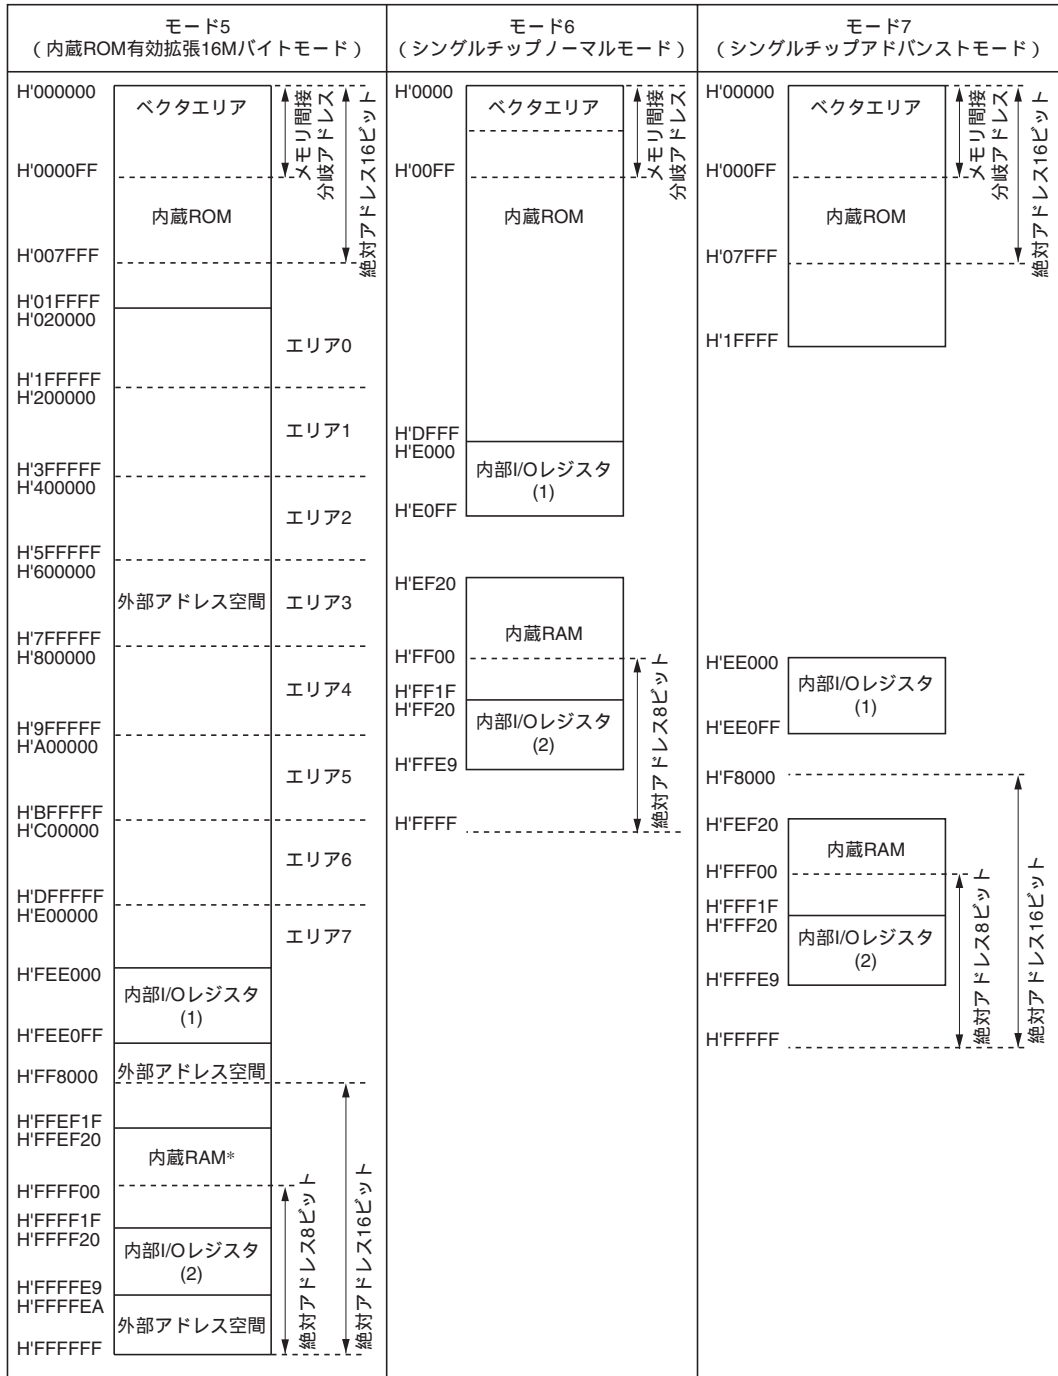 モード5
（内蔵ROM有効拡張16Mバイトモード）
H'000000
ベクタエリア
メモリ間接
分岐アドレス
絶対アドレス16ビット
H'0000FF
内蔵ROM
H'007FFF
H'01FFFF
H'020000
エリア0
H'1FFFFF
H'200000
エリア1
H'3FFFFF
H'400000
エリア2
H'5FFFFF
H'600000
外部アドレス空間
エリア3
H'7FFFFF
H'800000
エリア4
H'9FFFFF
H'A00000
エリア5
H'BFFFFF
H'C00000
エリア6
H'DFFFFF
H'E00000
エリア7
H'FEE000
内部I/Oレジスタ
(1)
H'FEE0FF
外部アドレス空間
H'FF8000
H'FFEF1F
H'FFEF20
内蔵RAM*
H'FFFF00
絶対アドレス8ビット
絶対アドレス16ビット
H'FFFF1F
H'FFFF20
内部I/Oレジスタ
(2)
H'FFFFE9
H'FFFFEA
外部アドレス空間
H'FFFFFF
モード6
（シングルチップノーマルモード）
H'0000
ベクタエリア
メモリ間接
分岐アドレス
H'00FF
内蔵ROM
H'DFFF
H'E000
内部I/Oレジスタ
(1)
H'E0FF
H'EF20
内蔵RAM
H'FF00
絶対アドレス8ビット
H'FF1F
H'FF20
内部I/Oレジスタ
(2)
H'FFE9
H'FFFF
モード7
（シングルチップアドバンストモード）
H'00000
ベクタエリア
メモリ間接
分岐アドレス
絶対アドレス16ビット
H'000FF
内蔵ROM
H'07FFF
H'1FFFF
H'EE000
内部I/Oレジスタ
(1)
H'EE0FF
H'F8000
H'FEF20
内蔵RAM
H'FFF00
絶対アドレス8ビット
絶対アドレス16ビット
H'FFF1F
H'FFF20
内部I/Oレジスタ
(2)
H'FFFE9
H'FFFFF